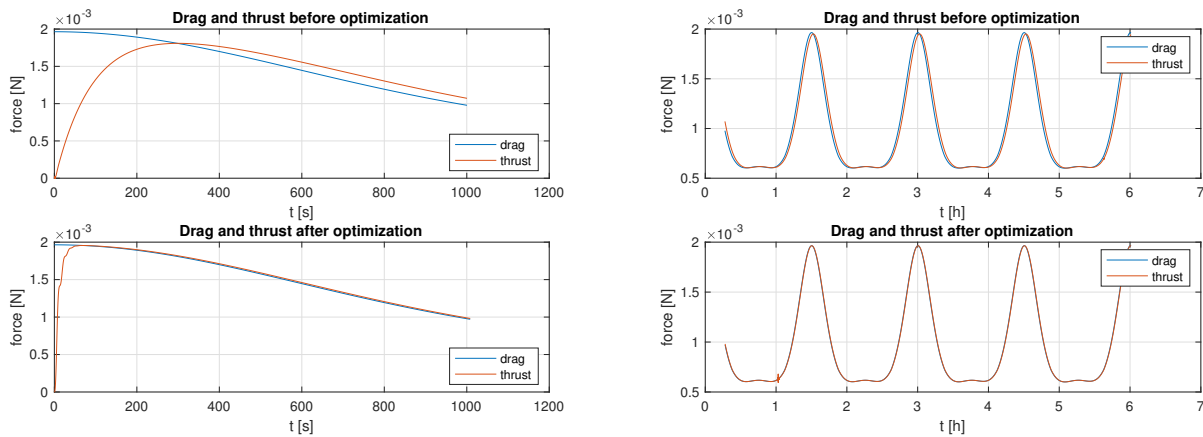 Drag and thrust before optimization
×10⁻³
2
1.5
1
0.5
0
force [N]
drag
thrust
0 200 400 600 800 1000 1200
t [s]
Drag and thrust after optimization
×10⁻³
2
1.5
1
0.5
0
force [N]
drag
thrust
0 200 400 600 800 1000 1200
t [s]
Drag and thrust before optimization
×10⁻³
2
1.5
1
0.5
force [N]
drag
thrust
0 1 2 3 4 5 6 7
t [h]
Drag and thrust after optimization
×10⁻³
2
1.5
1
0.5
force [N]
drag
thrust
0 1 2 3 4 5 6 7
t [h]